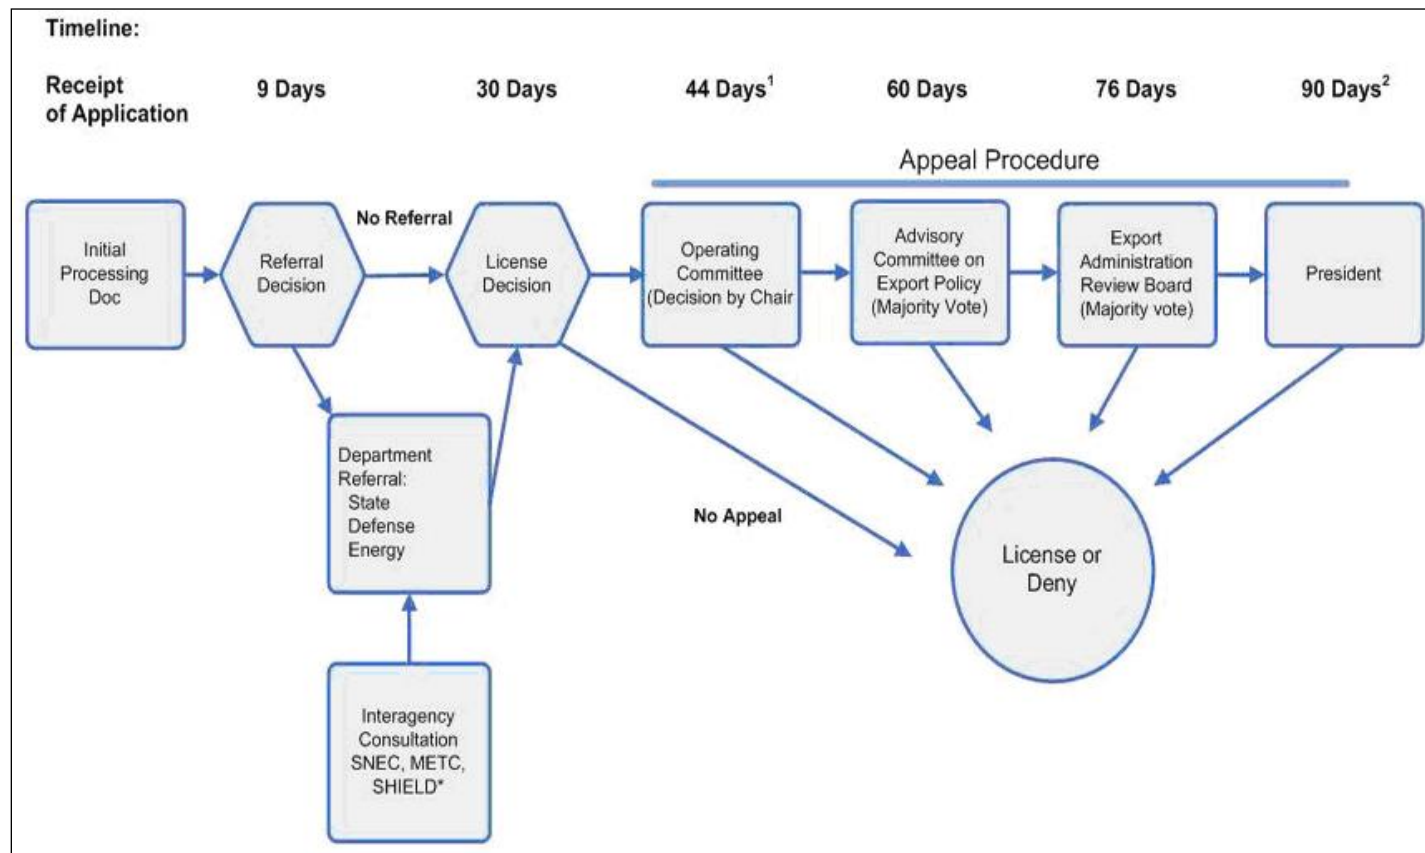 Timeline:
Receipt
of Application
9 Days
30 Days
44 Days¹
60 Days
76 Days
90 Days²
Appeal Procedure
Initial
Processing
Doc
Referral
Decision
No Referral
License
Decision
Operating
Committee
(Decision by Chair
Advisory
Committee on
Export Policy
(Majority Vote)
Export
Administration
Review Board
(Majority vote)
President
Department
Referral:
State
Defense
Energy
No Appeal
License or
Deny
Interagency
Consultation
SNEC, METC,
SHIELD*